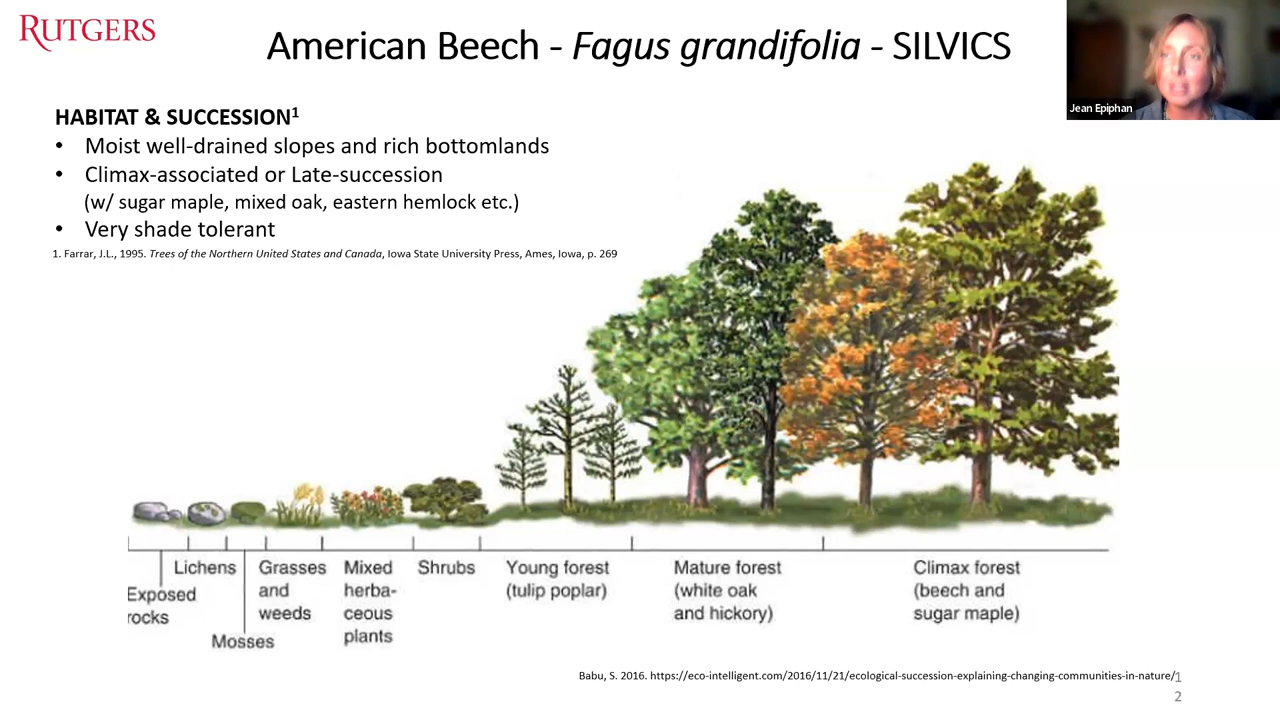 RUTGERS
American Beech - Fagus grandifolia - SILVICS
Jean Epiphan
HABITAT & SUCCESSION1
• Moist well-drained slopes and rich bottomlands
• Climax-associated or Late-succession
(w/ sugar maple, mixed oak, eastern hemlock etc.)
• Very shade tolerant
1. Farrar, J.L., 1995. Trees of the Northern United States and Canada, Iowa State University Press, Ames, Iowa, p. 269
Exposed
rocks
Lichens
Mosses
Grasses
and
weeds
Mixed
herba-
ceous
plants
Shrubs
Young forest
(tulip poplar)
Mature forest
(white oak
and hickory)
Climax forest
(beech and
sugar maple)
Babu, S. 2016. https://eco-intelligent.com/2016/11/21/ecological-succession-explaining-changing-communities-in-nature/
1
2